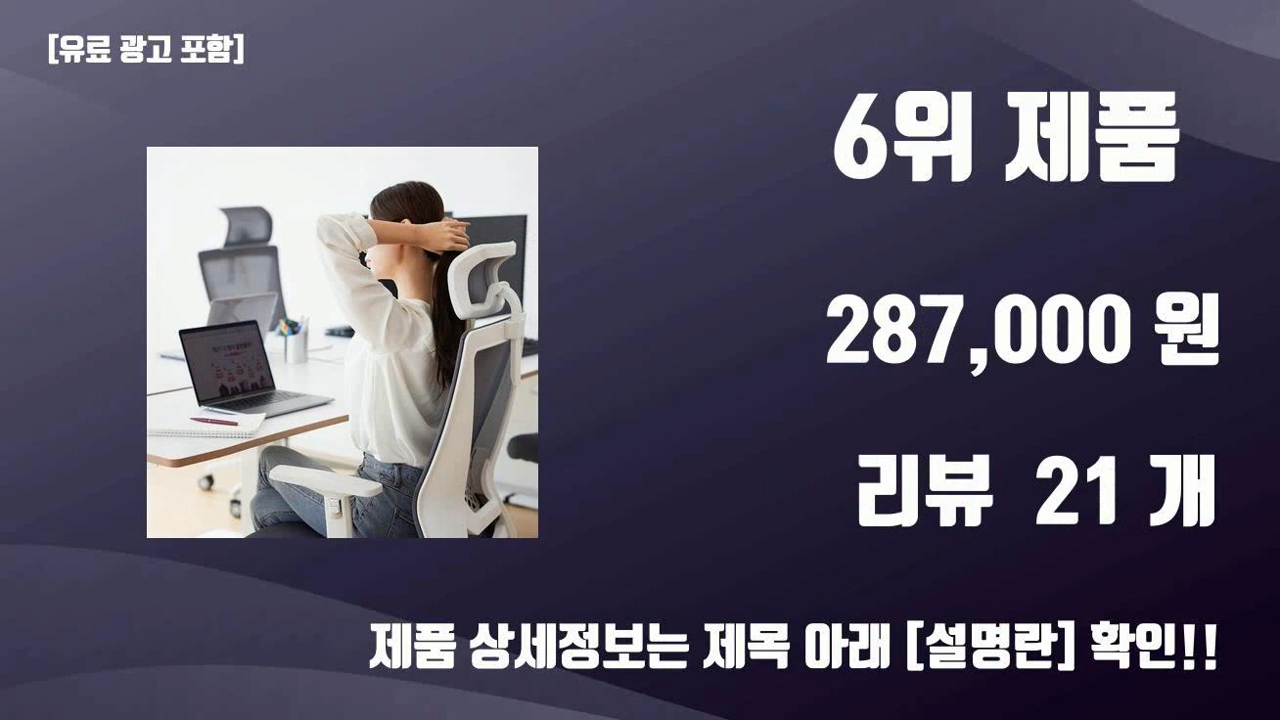 [유료 광고 포함]
6위 제품
287,000 원
리뷰 21 개
제품 상세정보는 제목 아래 [설명란] 확인!!